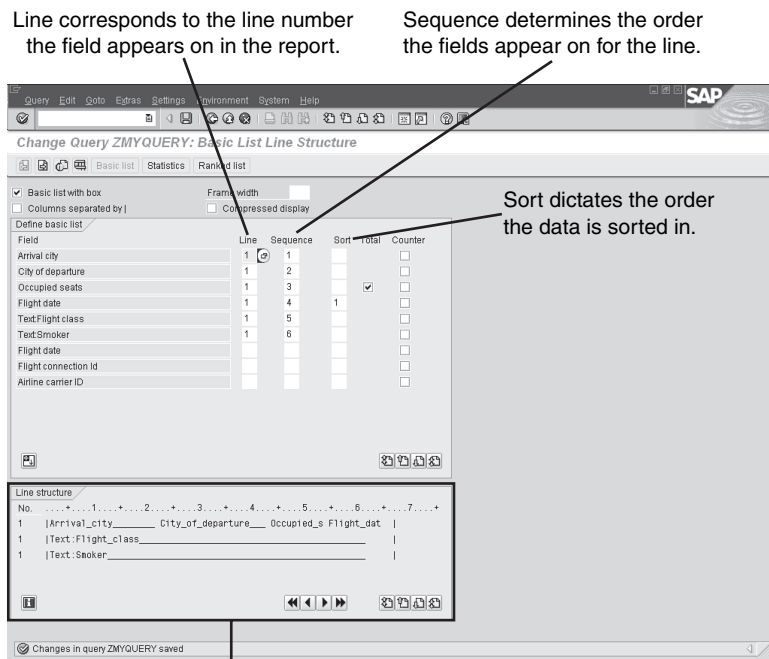 Line corresponds to the line number
the field appears on in the report.
Sequence determines the order
the fields appear on for the line.
Query Edit Goto Extras Settings Environment System Help
SAP
Change Query ZMYQUERY: Basic List Line Structure
Basic list Statistics Ranked list
Basic list with box Frame width
Columns separated by | Compressed display
Sort dictates the order
the data is sorted in.
Define basic list
Field Line Sequence Sort Total Counter
Arrival city 1 1
City of departure 1 2
Occupied seats 1 3
Flight date 1 4 1
Text:Flight class 1 5
Text:Smoker 1 6
Flight date
Flight connection Id
Airline carrier ID
Line structure
No. ....+....1....+....2....+....3....+....4....+....5....+....6....+....7....+
1 |Arrival_city________ City_of_departure___ Occupied_s Flight_dat |
1 |Text:Flight_class________________________________ |
1 |Text:Smoker______________________________________ |
Changes in query ZMYQUERY saved